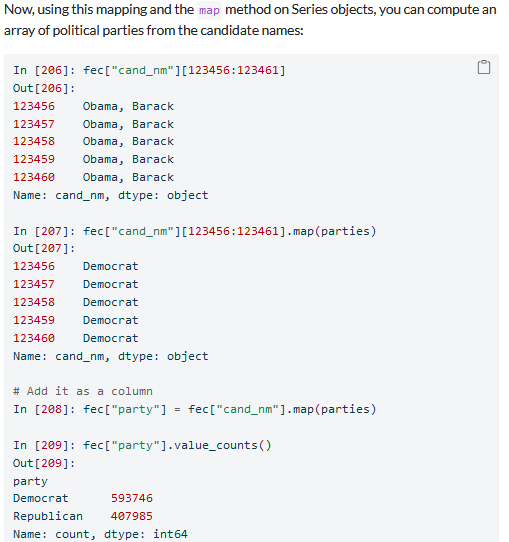 Now, using this mapping and the map method on Series objects, you can compute an
array of political parties from the candidate names:
In [206]: fec["cand_nm"][123456:123461]
Out[206]:
123456    Obama, Barack
123457    Obama, Barack
123458    Obama, Barack
123459    Obama, Barack
123460    Obama, Barack
Name: cand_nm, dtype: object
In [207]: fec["cand_nm"][123456:123461].map(parties)
Out[207]:
123456    Democrat
123457    Democrat
123458    Democrat
123459    Democrat
123460    Democrat
Name: cand_nm, dtype: object
# Add it as a column
In [208]: fec["party"] = fec["cand_nm"].map(parties)
In [209]: fec["party"].value_counts()
Out[209]:
party
Democrat      593746
Republican    407985
Name: count, dtype: int64